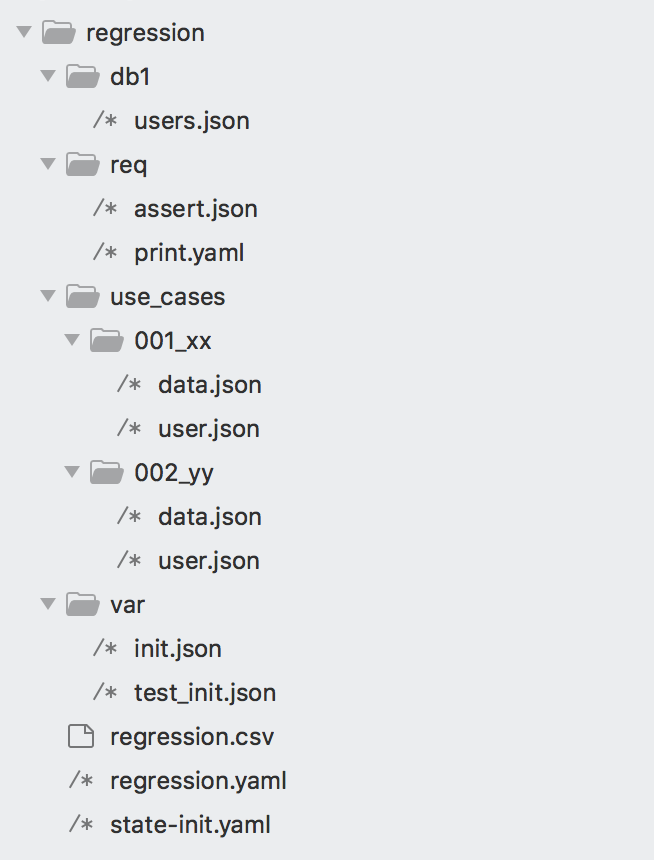 regression
db1
/* users.json
req
/* assert.json
/* print.yaml
use_cases
001_xx
/* data.json
/* user.json
002_yy
/* data.json
/* user.json
var
/* init.json
/* test_init.json
regression.csv
/* regression.yaml
/* state-init.yaml